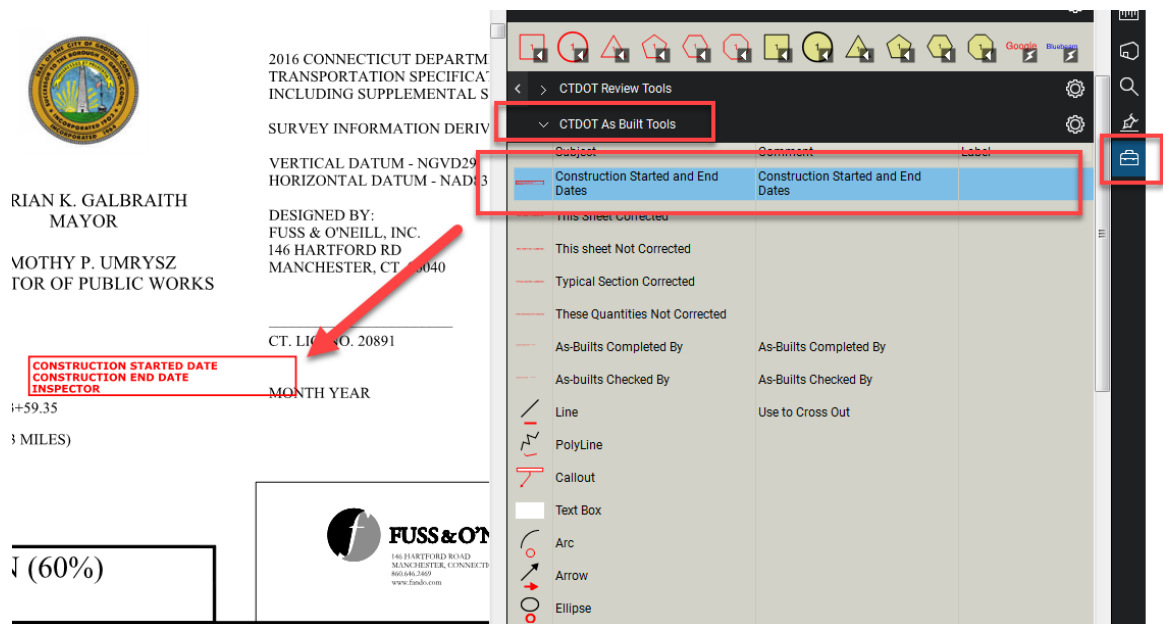 2016 CONNECTICUT DEPARTM
TRANSPORTATION SPECIFICA
INCLUDING SUPPLEMENTAL S
SURVEY INFORMATION DERIV
VERTICAL DATUM - NGVD29
HORIZONTAL DATUM - NAD83
RIAN K. GALBRAITH
MAYOR
DESIGNED BY:
FUSS & O'NEILL, INC.
146 HARTFORD RD
MANCHESTER, CT 06040
MOTHY P. UMRYSZ
TOR OF PUBLIC WORKS
CT. LIC. NO. 20891
CONSTRUCTION STARTED DATE
CONSTRUCTION END DATE
INSPECTOR
MONTH YEAR
+59.35
3 MILES)
N (60%)
FUSS & O'N
146 HARTFORD ROAD
MANCHESTER, CONNECTI
860.646.2469
www.fando.com
Google Bluebeam
CTDOT Review Tools
CTDOT As Built Tools
Subject Comment Label
Construction Started and End Dates Construction Started and End Dates
This Sheet Corrected
This sheet Not Corrected
Typical Section Corrected
These Quantities Not Corrected
As-Builts Completed By As-Builts Completed By
As-builts Checked By As-Builts Checked By
Line Use to Cross Out
PolyLine
Callout
Text Box
Arc
Arrow
Ellipse